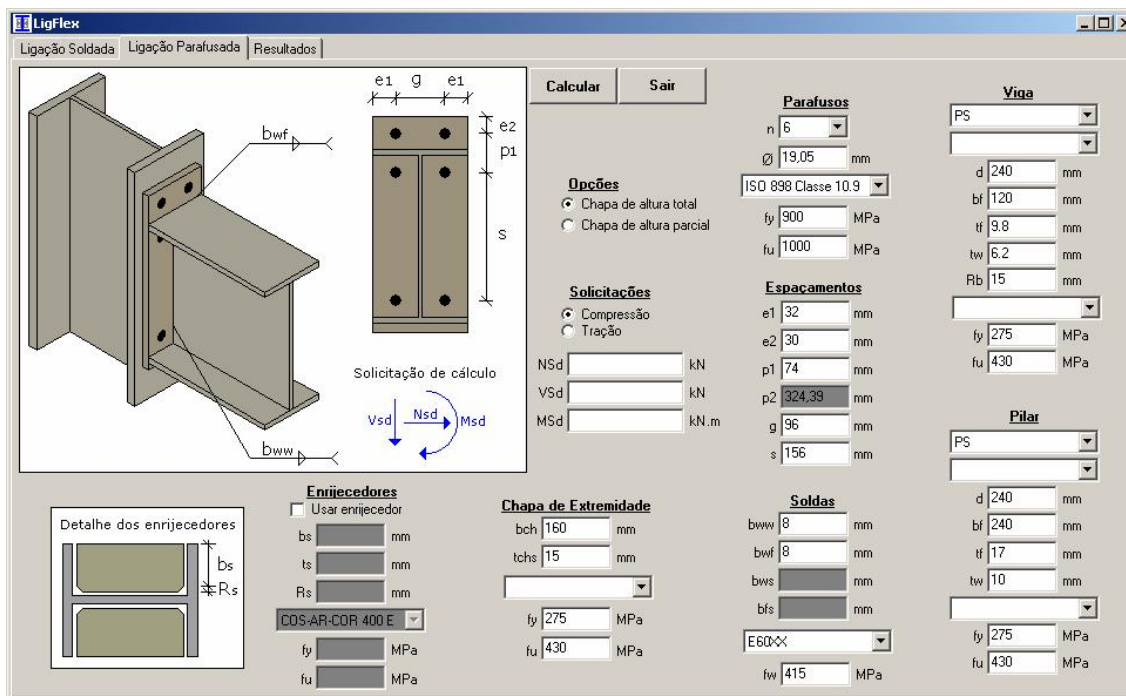 LigFlex
Ligação Soldada Ligação Parafusada Resultados
e1 g e1
e2
p1
s
bwf
bww
Solicitação de cálculo
Vsd Nsd Msd
Calcular Sair
Opções
Chapa de altura total
Chapa de altura parcial
Solicitações
Compressão
Tração
NSd kN
VSd kN
MSd kN.m
Parafusos
n 6
Ø 19,05 mm
ISO 898 Classe 10.9
fy 900 MPa
fu 1000 MPa
Espaçamentos
e1 32 mm
e2 30 mm
p1 74 mm
p2 324,39 mm
g 96 mm
s 156 mm
Viga
PS
d 240 mm
bf 120 mm
tf 9.8 mm
tw 6.2 mm
Rb 15 mm
fy 275 MPa
fu 430 MPa
Pilar
PS
d 240 mm
bf 240 mm
tf 17 mm
tw 10 mm
fy 275 MPa
fu 430 MPa
Detalhe dos enrijecedores
bs
Rs
Enrijecedores
Usar enrijecedor
bs mm
ts mm
Rs mm
COS-AR-COR 400 E
fy MPa
fu MPa
Chapa de Extremidade
bch 160 mm
tchs 15 mm
fy 275 MPa
fu 430 MPa
Soldas
bww 8 mm
bwf 8 mm
bws mm
bfs mm
E60XX
fw 415 MPa